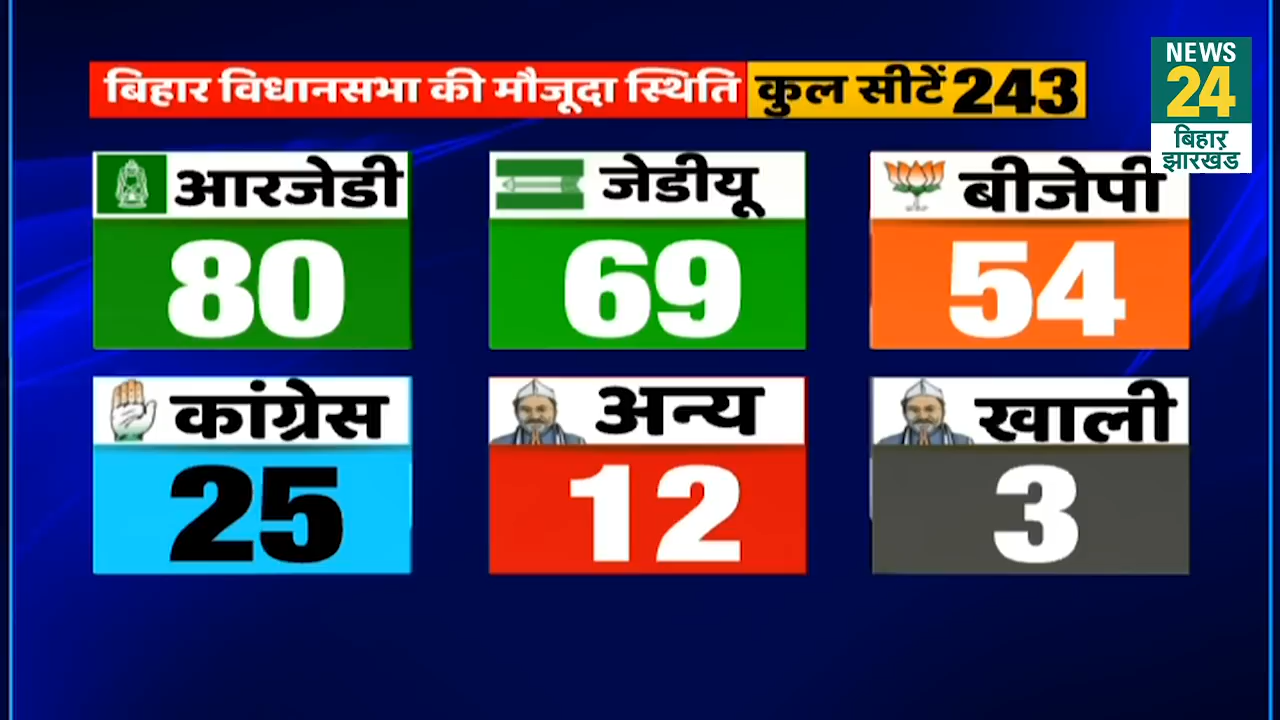 बिहार विधानसभा की मौजूदा स्थिति कुल सीटें 243
NEWS
24
बिहार
झारखंड
आरजेडी जेडीयू बीजेपी
80 69 54
कांग्रेस अन्य खाली
25 12 3